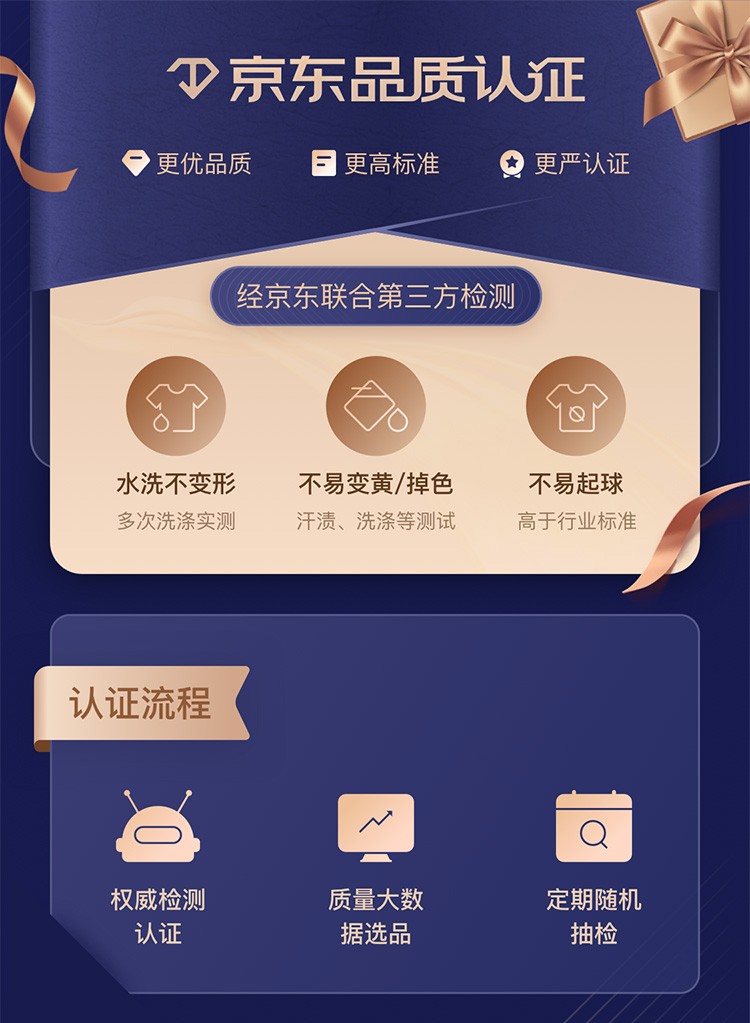 京东品质认证
更优品质 更高标准 更严认证
经京东联合第三方检测
水洗不变形 不易变黄/掉色 不易起球
多次洗涤实测 汗渍、洗涤等测试 高于行业标准
认证流程
权威检测 质量大数 定期随机
认证 据选品 抽检